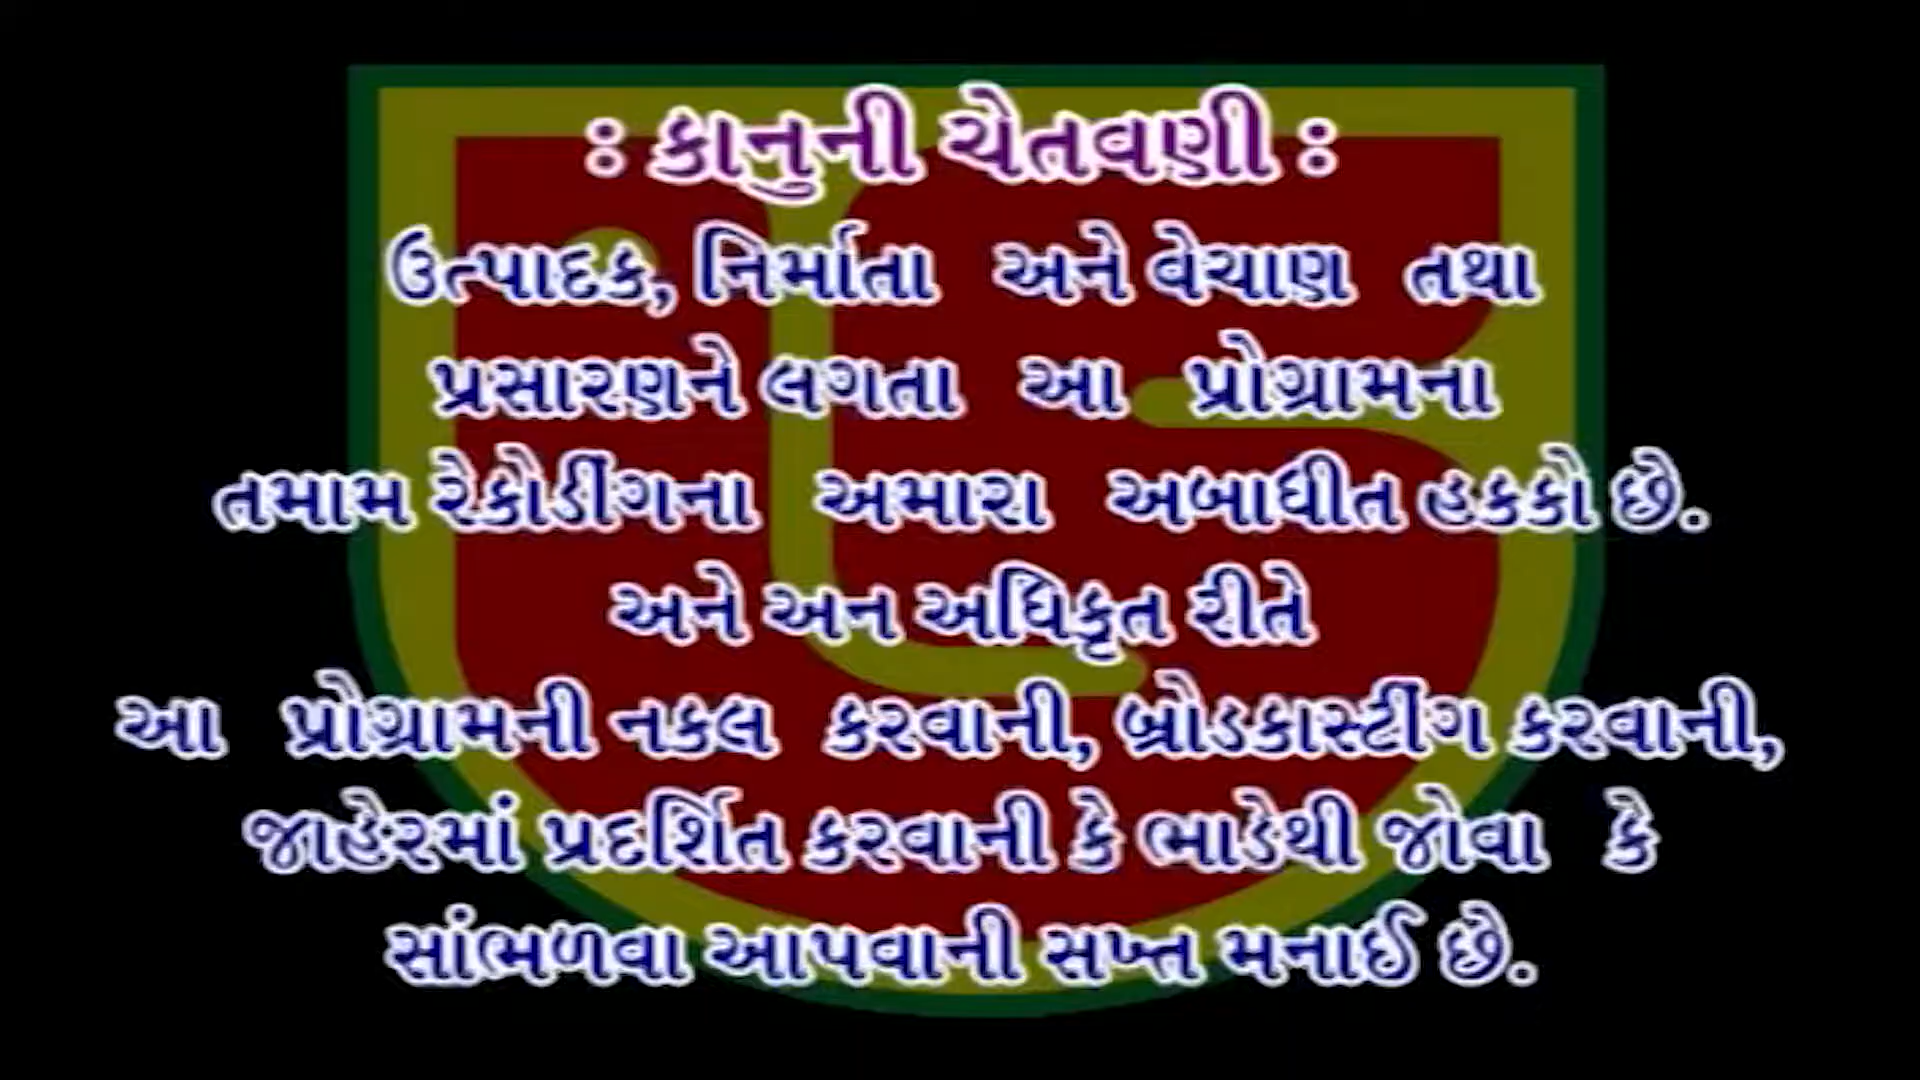 : કાનુની ચેતવણી :
ઉત્પાદક, નિર્માતા અને વેચાણ તથા
પ્રસારણને લગતા આ પ્રોગ્રામના
તમામ રેકોર્ડીંગના અમારા અબાધીત હકકો છે.
અને અન અધિકૃત રીતે
આ પ્રોગ્રામની નકલ કરવાની, બ્રોડકાસ્ટીંગ કરવાની,
જાહેરમાં પ્રદર્શિત કરવાની કે ભાડેથી જોવા કે
સાંભળવા આપવાની સખ્ત મનાઈ છે.